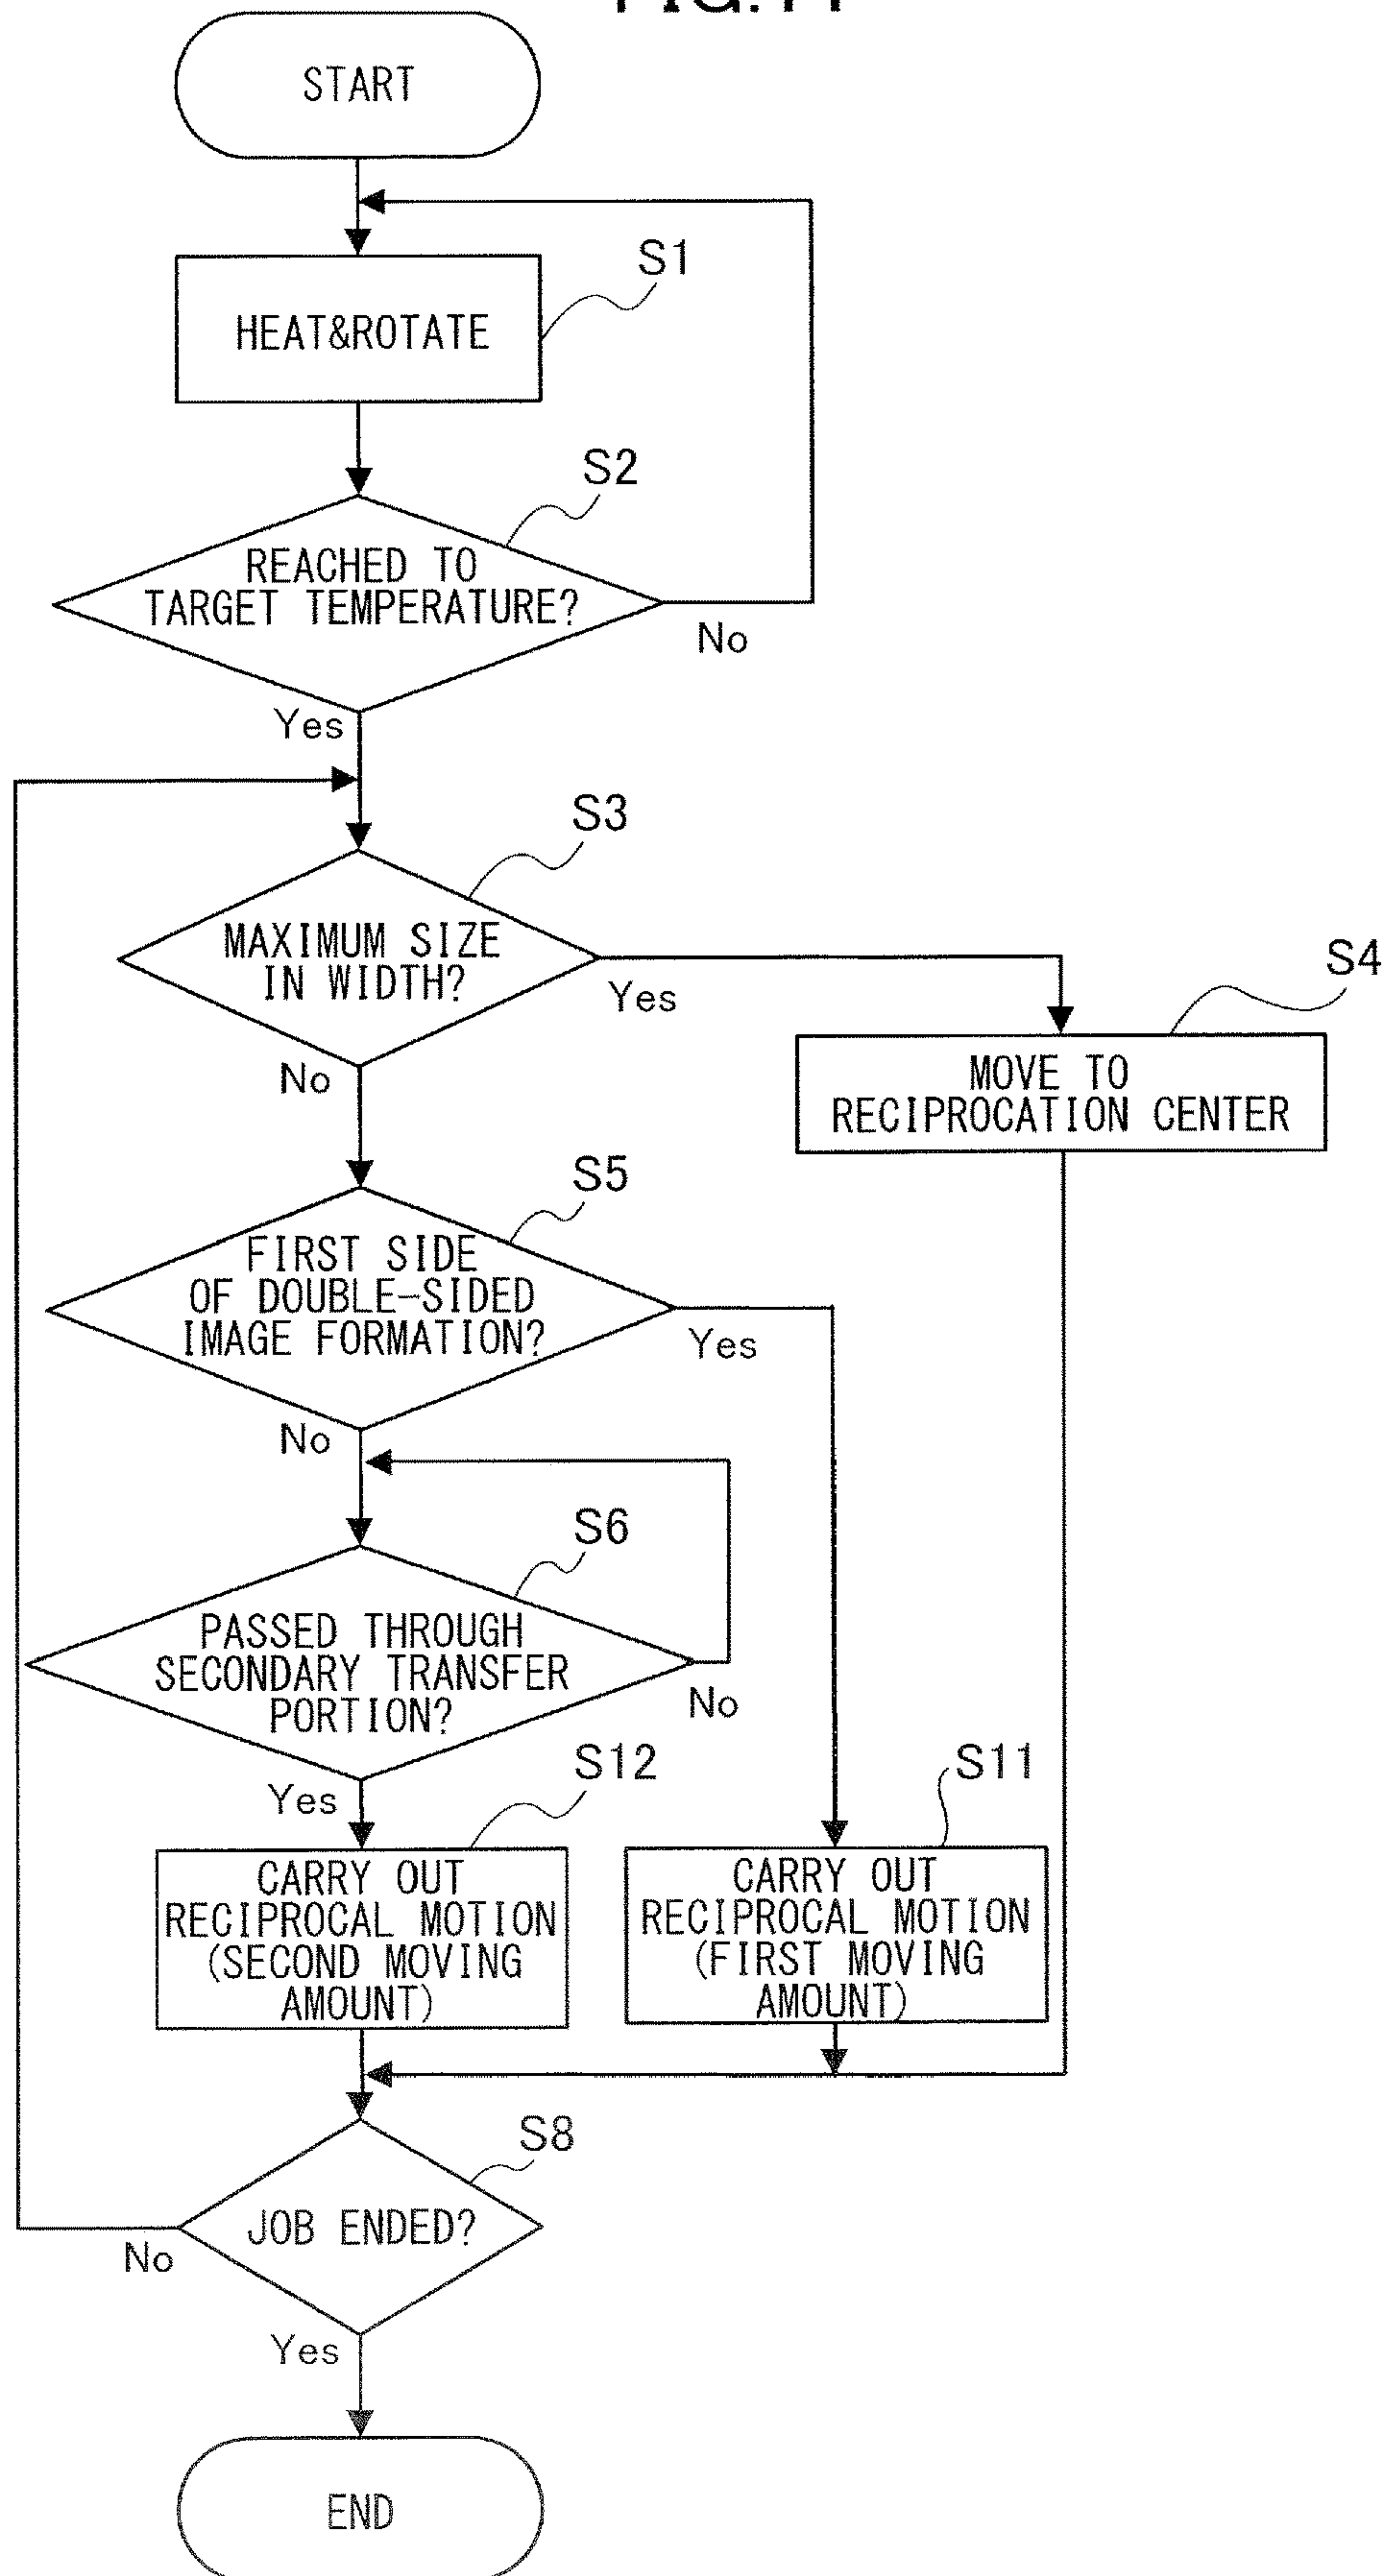 START
S1
HEAT&ROTATE
S2
REACHED TO
TARGET TEMPERATURE?
No
Yes
S3
MAXIMUM SIZE
IN WIDTH?
Yes
S4
No
MOVE TO
RECIPROCATION CENTER
S5
FIRST SIDE
OF DOUBLE-SIDED
IMAGE FORMATION?
Yes
No
S6
PASSED THROUGH
SECONDARY TRANSFER
PORTION?
No
Yes
S12
S11
CARRY OUT
RECIPROCAL MOTION
(SECOND MOVING
AMOUNT)
CARRY OUT
RECIPROCAL MOTION
(FIRST MOVING
AMOUNT)
S8
JOB ENDED?
No
Yes
END